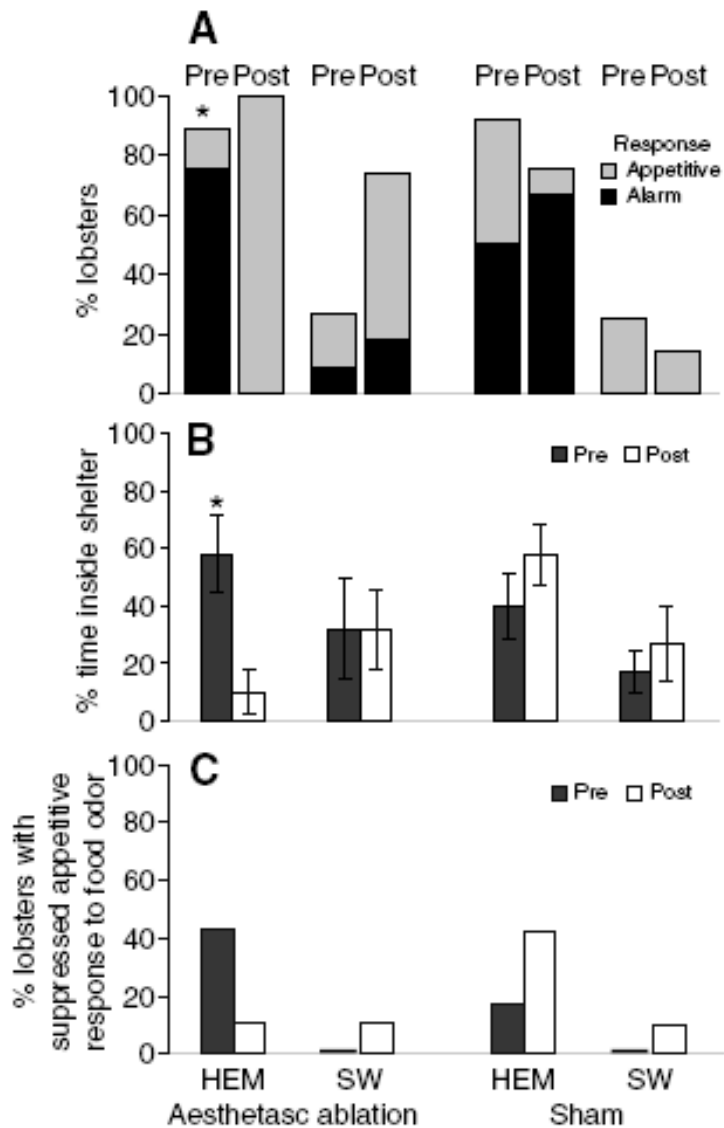 A
Pre Post Pre Post Pre Post Pre Post
*
100
80
60
40
20
0
% lobsters
Response
Appetitive
Alarm
B
Pre Post
*
100
80
60
40
20
0
% time inside shelter
C
Pre Post
100
80
60
40
20
0
% lobsters with
suppressed appetitive
response to food odor
HEM SW HEM SW
Aesthetasc ablation Sham